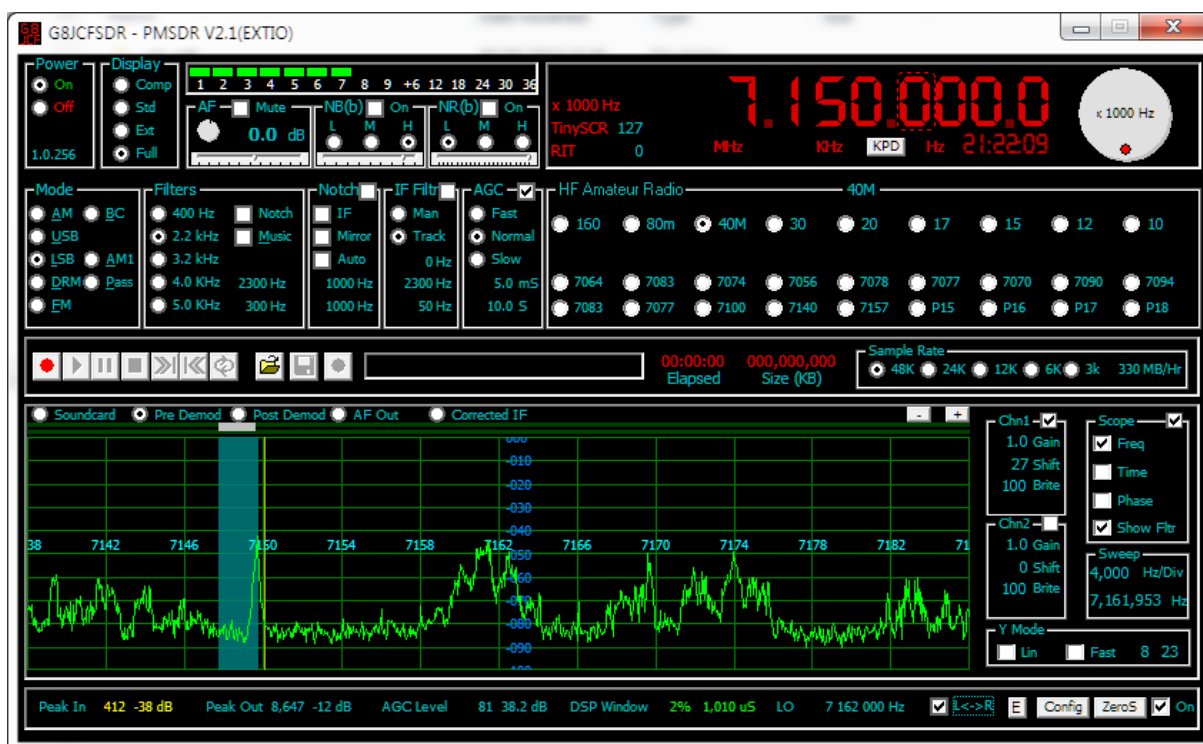 G8JCFSDR - PMSDR V2.1(EXTIO)
Power Display
On Comp
Off Std
Ext
1.0.256 Full
1 2 3 4 5 6 7 8 9 +6 12 18 24 30 36
AF Mute NB(b) On NR(b) On
0.0 dB L M H L M H
x 1000 Hz 7.150.000.0
TinySCR 127
RIT 0 MHz KHz KPD Hz 21:22:09
x 1000 Hz
Mode Filters Notch IF Filtr AGC HF Amateur Radio 40M
AM BC 400 Hz Notch IF Man Fast 160 80m 40M 30 20 17 15 12 10
USB 2.2 kHz Music Mirror Track Normal
LSB AM1 3.2 kHz Auto 0 Hz Slow
DRM Pass 4.0 KHz 2300 Hz 1000 Hz 2300 Hz 5.0 mS 7064 7083 7074 7056 7078 7077 7070 7090 7094
FM 5.0 KHz 300 Hz 1000 Hz 50 Hz 10.0 S 7083 7077 7100 7140 7157 P15 P16 P17 P18
00:00:00 000,000,000
Elapsed Size (KB)
Sample Rate
48K 24K 12K 6K 3k 330 MB/Hr
Soundcard Pre Demod Post Demod AF Out Corrected IF - +
000
-010
-020
-030
-040
38 7142 7146 7150 7154 7158 7162 7166 7170 7174 7178 7182 71
-050
-060
-070
-080
-090
-100
Chn1
1.0 Gain
27 Shift
100 Brite
Chn2
1.0 Gain
0 Shift
100 Brite
Scope
Freq
Time
Phase
Show Fltr
Sweep
4,000 Hz/Div
7,161,953 Hz
Y Mode
Lin Fast 8 23
Peak In 412 -38 dB Peak Out 8,647 -12 dB AGC Level 81 38.2 dB DSP Window 2% 1,010 uS LO 7 162 000 Hz L<->R E Config ZeroS On